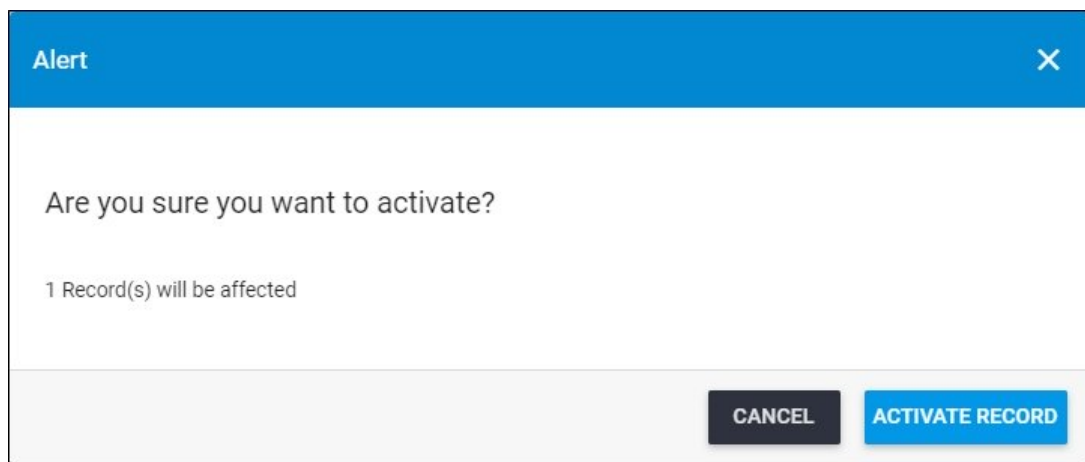 Alert
Are you sure you want to activate?
1 Record(s) will be affected
CANCEL ACTIVATE RECORD